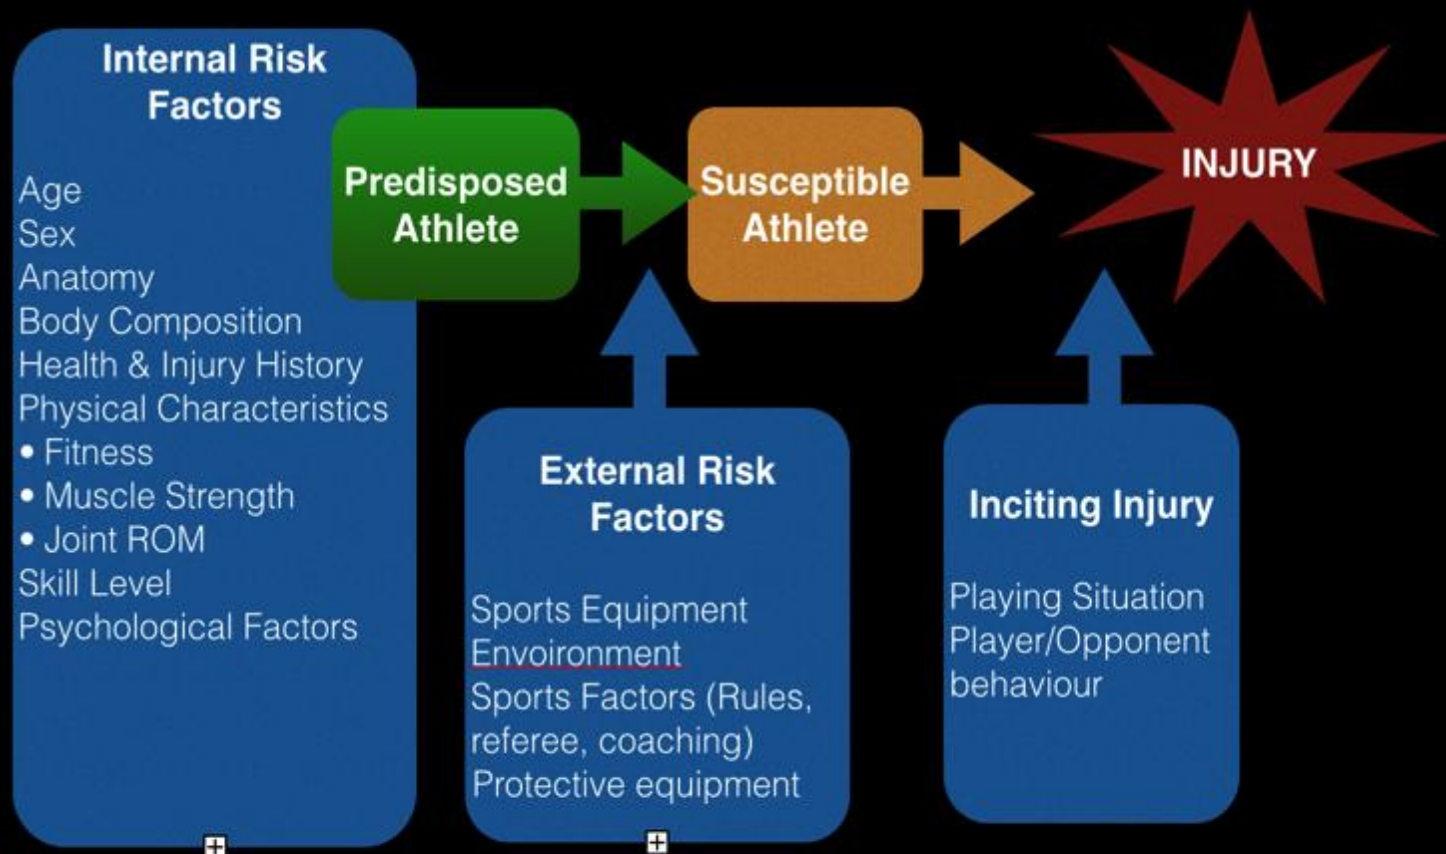 Internal Risk
Factors
Age
Sex
Anatomy
Body Composition
Health & Injury History
Physical Characteristics
• Fitness
• Muscle Strength
• Joint ROM
Skill Level
Psychological Factors
Predisposed
Athlete
Susceptible
Athlete
INJURY
External Risk
Factors
Sports Equipment
Envoironment
Sports Factors (Rules,
referee, coaching)
Protective equipment
Inciting Injury
Playing Situation
Player/Opponent
behaviour